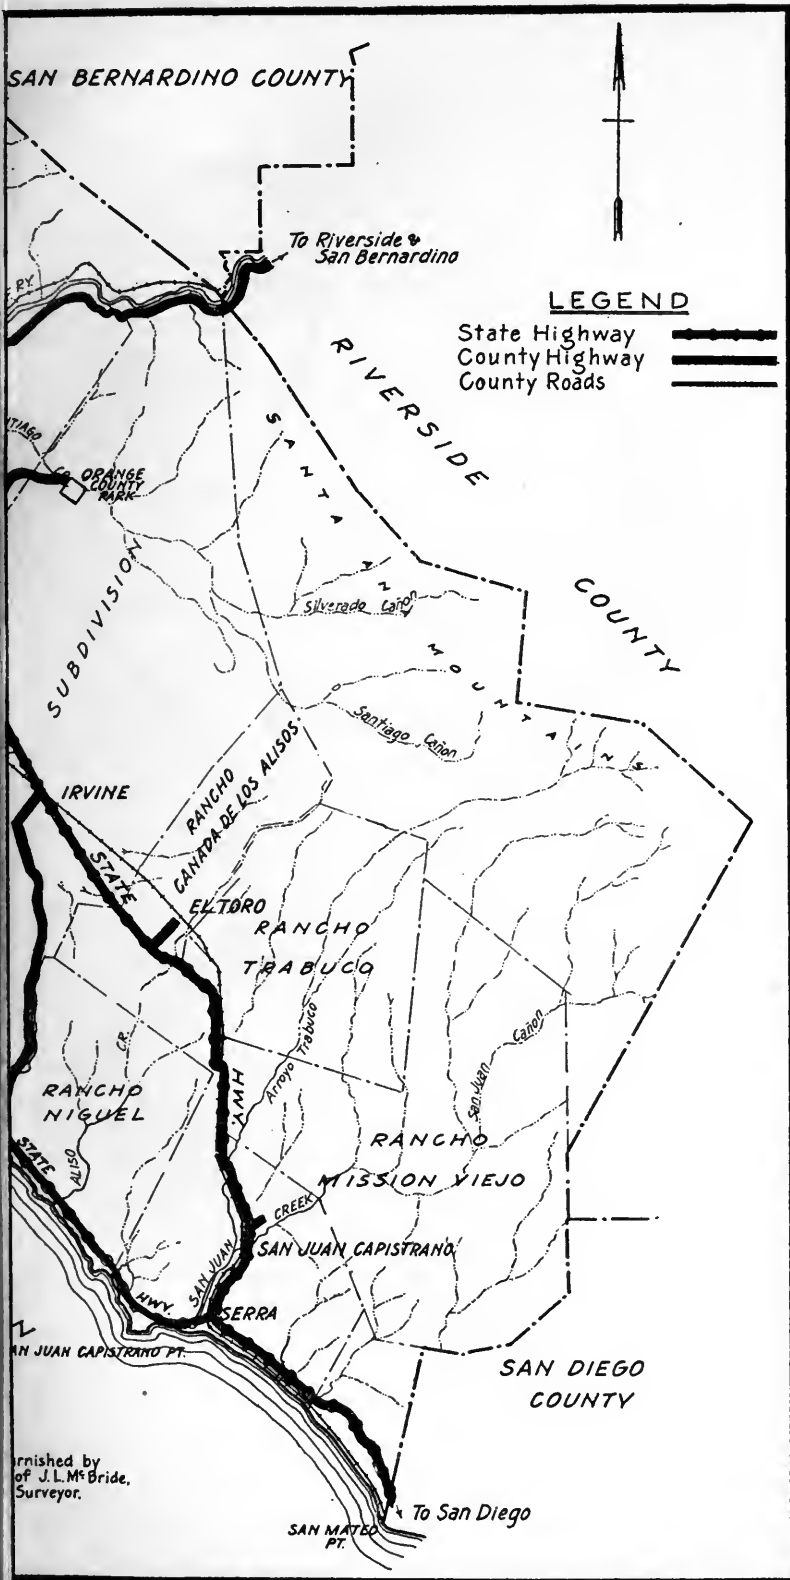 SAN BERNARDINO COUNTY
To Riverside &
San Bernardino
RY.
LEGEND
State Highway
County Highway
County Roads
RIVERSIDE
COUNTY
SANTA ANA
MOUNTAINS
TIAGO
CO.
ORANGE
COUNTY
PARK
SUBDIVISION
Silverado Cañon
Santiago Cañon
IRVINE
RANCHO
CANADA DE LOS ALISOS
STATE
EL TORO
RANCHO
TRABUCO
Arroyo Trabuco
San Juan Cañon
CR.
HWY.
RANCHO
NIGUEL
STATE
ALISO
RANCHO
MISSION VIEJO
CREEK
SAN JUAN CAPISTRANO
SAN JUAN
HWY.
SERRA
AN JUAN CAPISTRANO PT.
SAN DIEGO
COUNTY
rnished by
of J. L. McBride,
Surveyor.
To San Diego
SAN MATEO
PT.